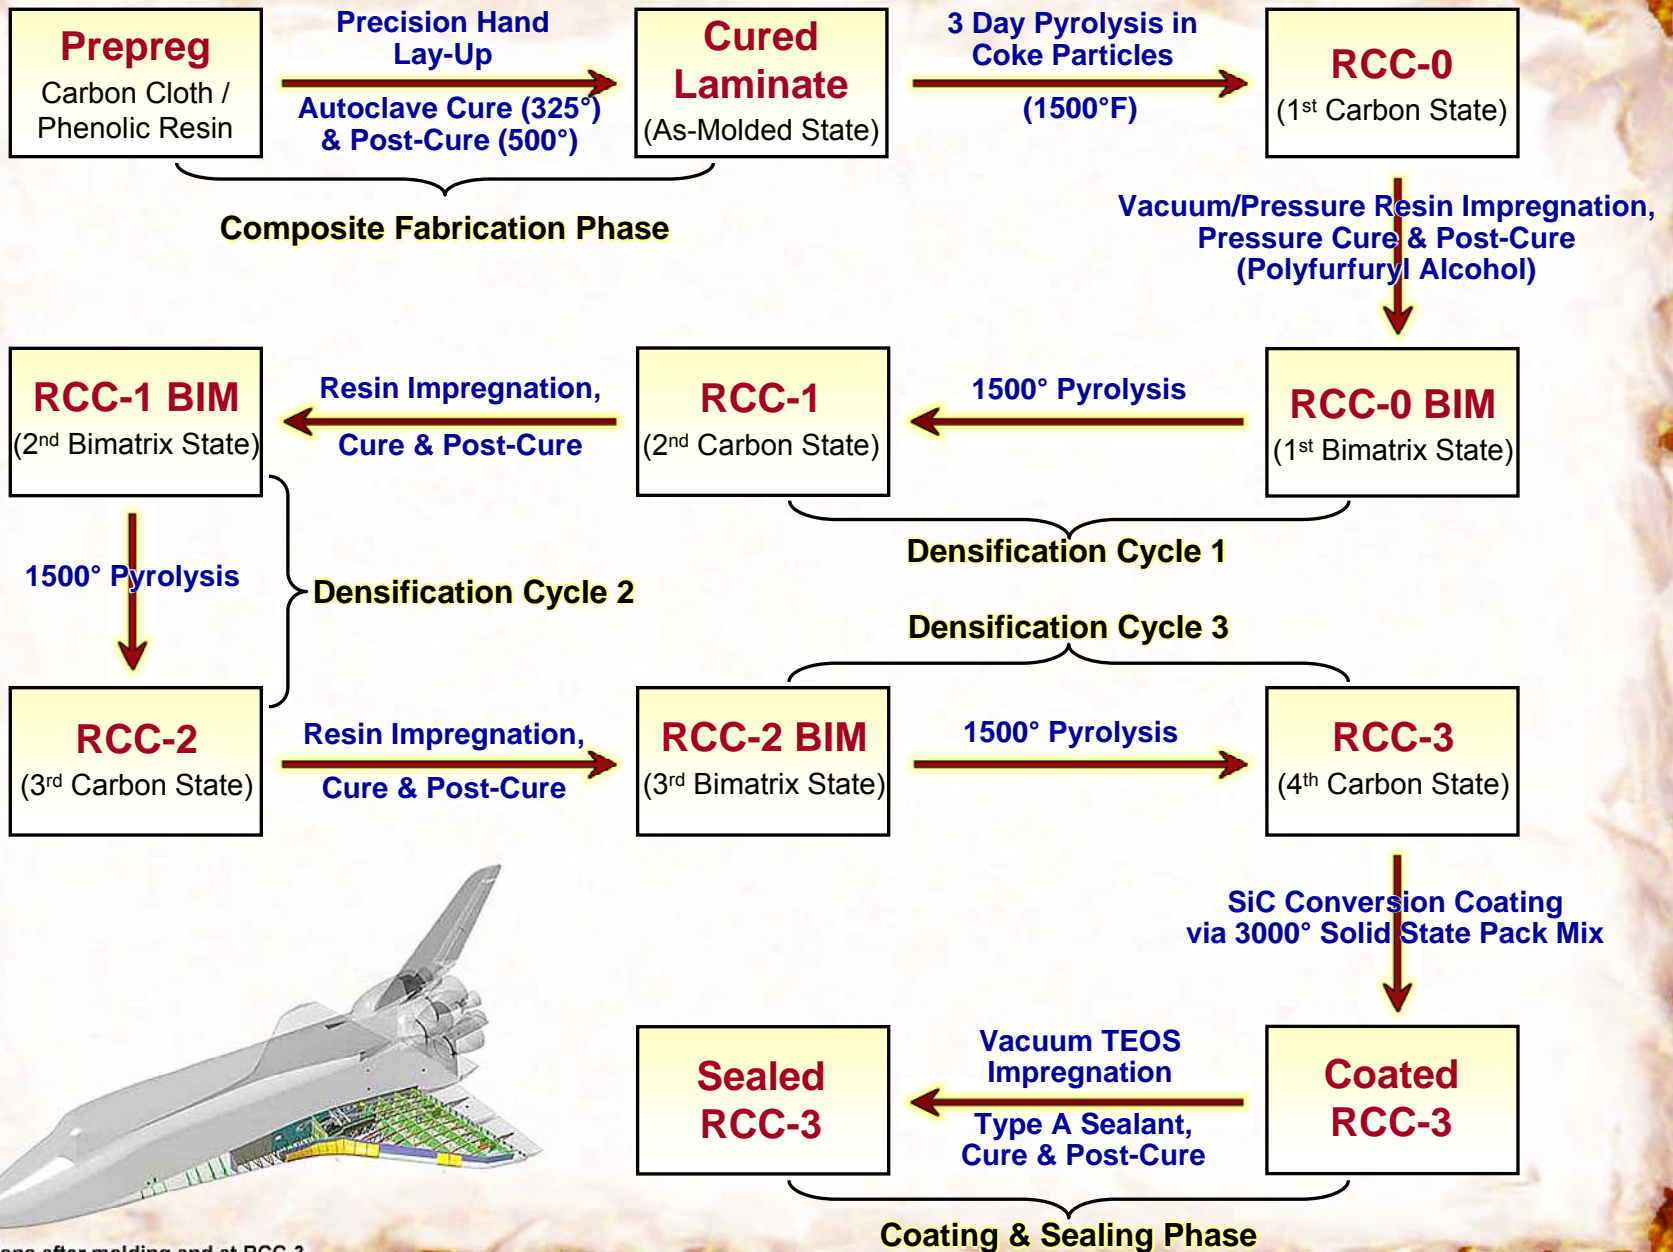 Prepreg
Carbon Cloth /
Phenolic Resin
Precision Hand
Lay-Up
Autoclave Cure (325°)
& Post-Cure (500°)
Cured
Laminate
(As-Molded State)
3 Day Pyrolysis in
Coke Particles
(1500°F)
RCC-0
(1st Carbon State)
Composite Fabrication Phase
Vacuum/Pressure Resin Impregnation,
Pressure Cure & Post-Cure
(Polyfurfuryl Alcohol)
RCC-0 BIM
(1st Bimatrix State)
1500° Pyrolysis
RCC-1
(2nd Carbon State)
Densification Cycle 1
Resin Impregnation,
Cure & Post-Cure
RCC-1 BIM
(2nd Bimatrix State)
1500° Pyrolysis
Densification Cycle 2
RCC-2
(3rd Carbon State)
Resin Impregnation,
Cure & Post-Cure
RCC-2 BIM
(3rd Bimatrix State)
Densification Cycle 3
1500° Pyrolysis
RCC-3
(4th Carbon State)
SiC Conversion Coating
via 3000° Solid State Pack Mix
Coated
RCC-3
Vacuum TEOS
Impregnation
Type A Sealant,
Cure & Post-Cure
Sealed
RCC-3
Coating & Sealing Phase
after molding and at RCC-3